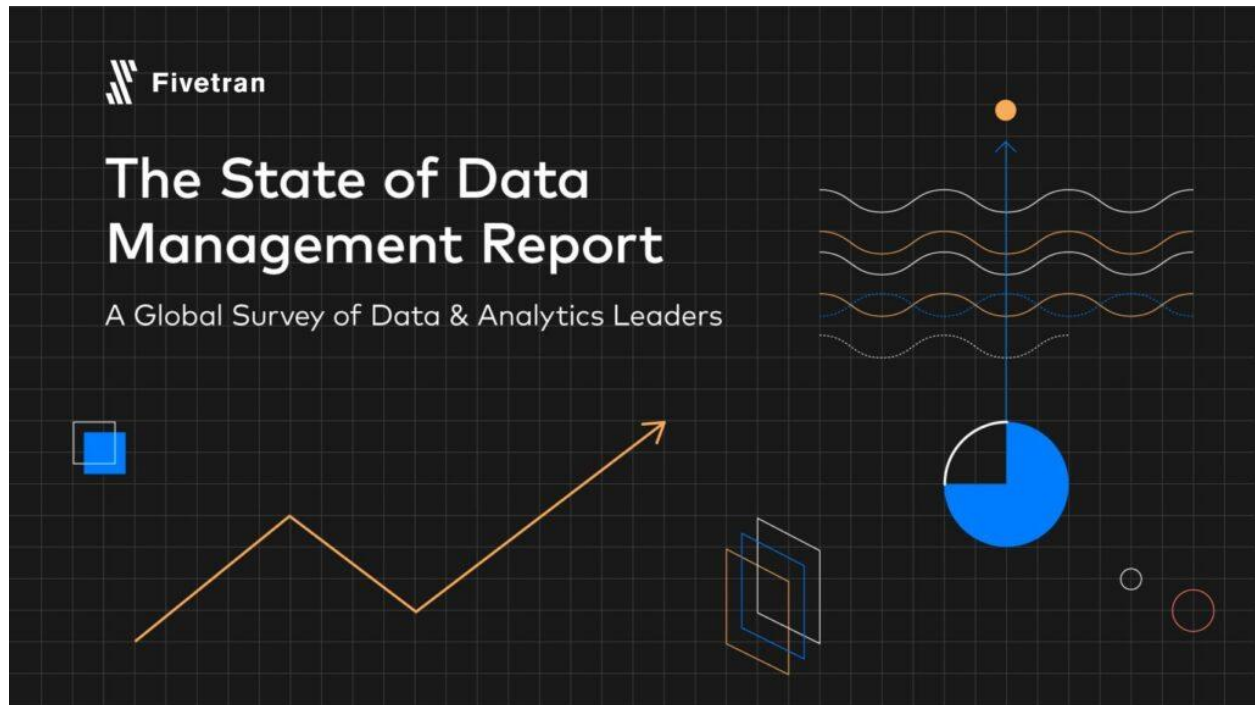 Fivetran
The State of Data
Management Report
A Global Survey of Data & Analytics Leaders